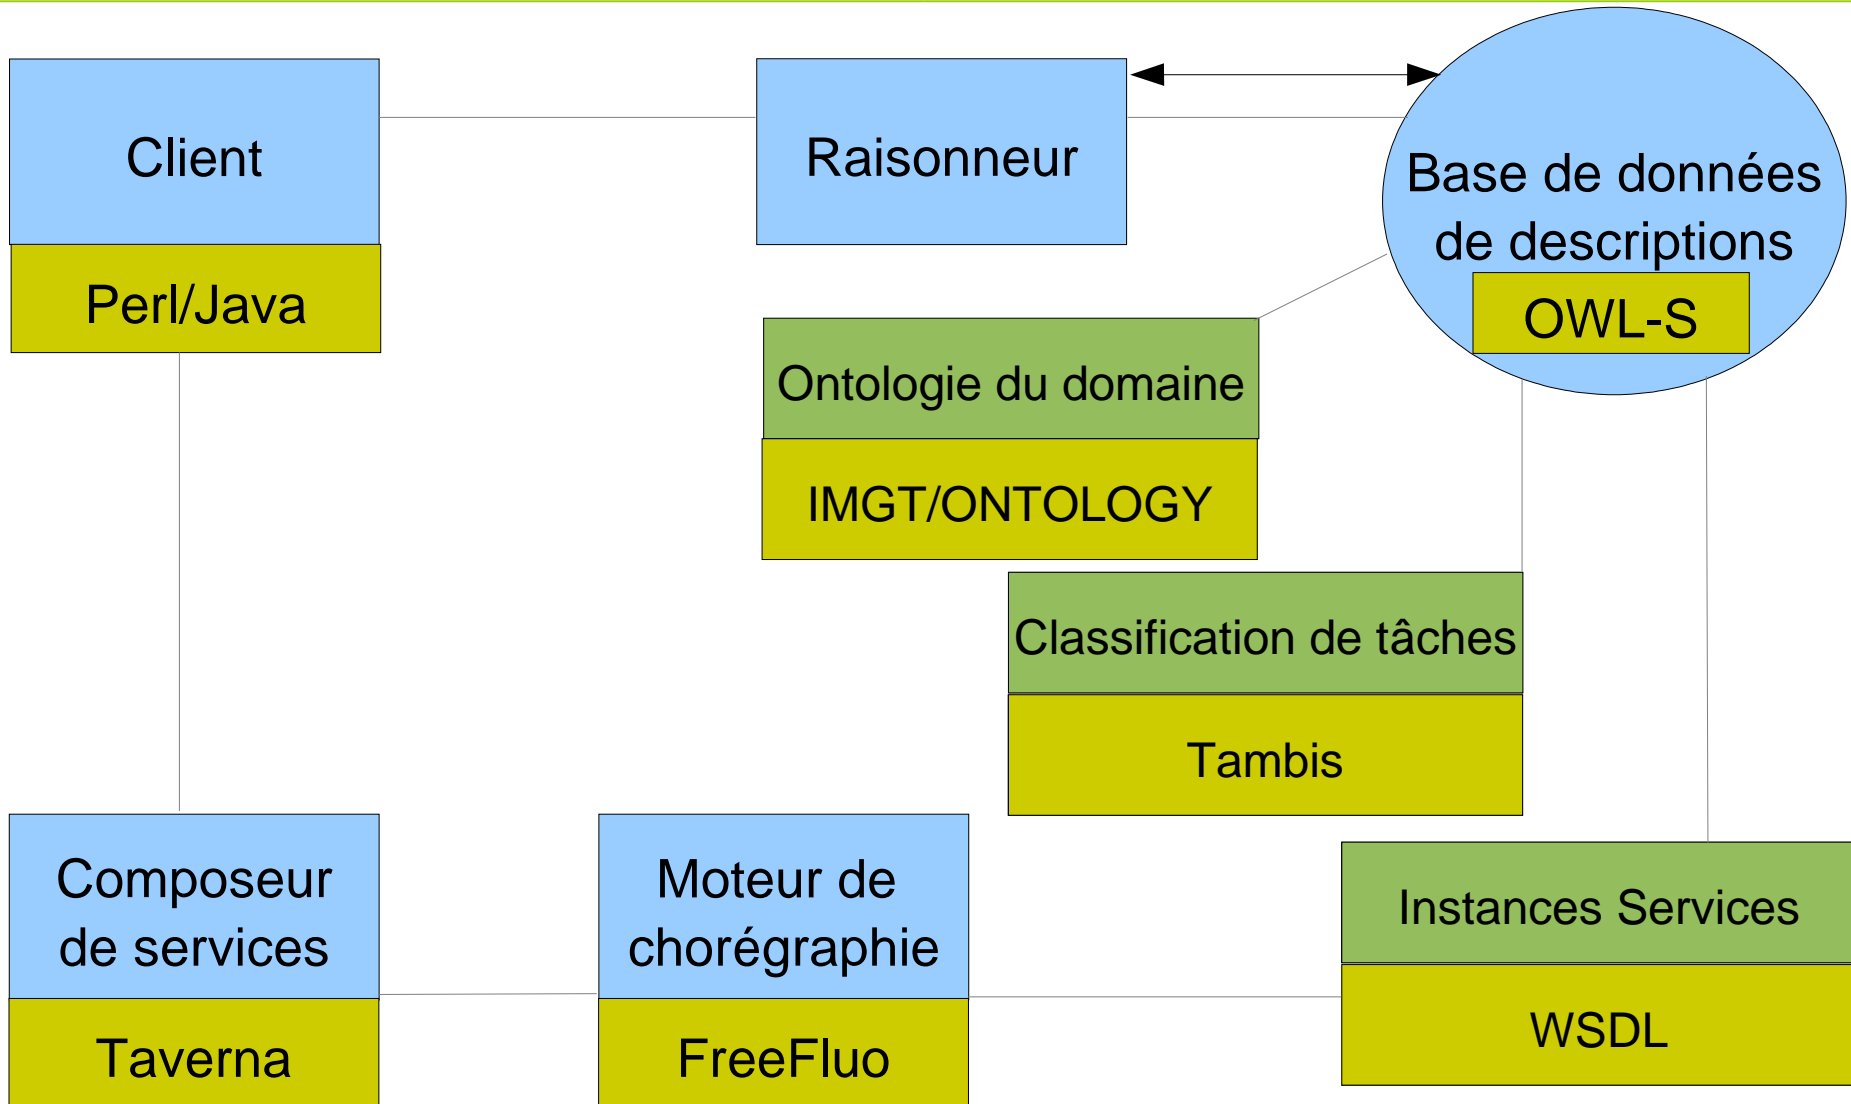 Client
Perl/Java
Raisonneur
Base de données
de descriptions
OWL-S
Ontologie du domaine
IMGT/ONTOLOGY
Classification de tâches
Tambis
Composeur
de services
Taverna
Moteur de
chorégraphie
FreeFluo
Instances Services
WSDL